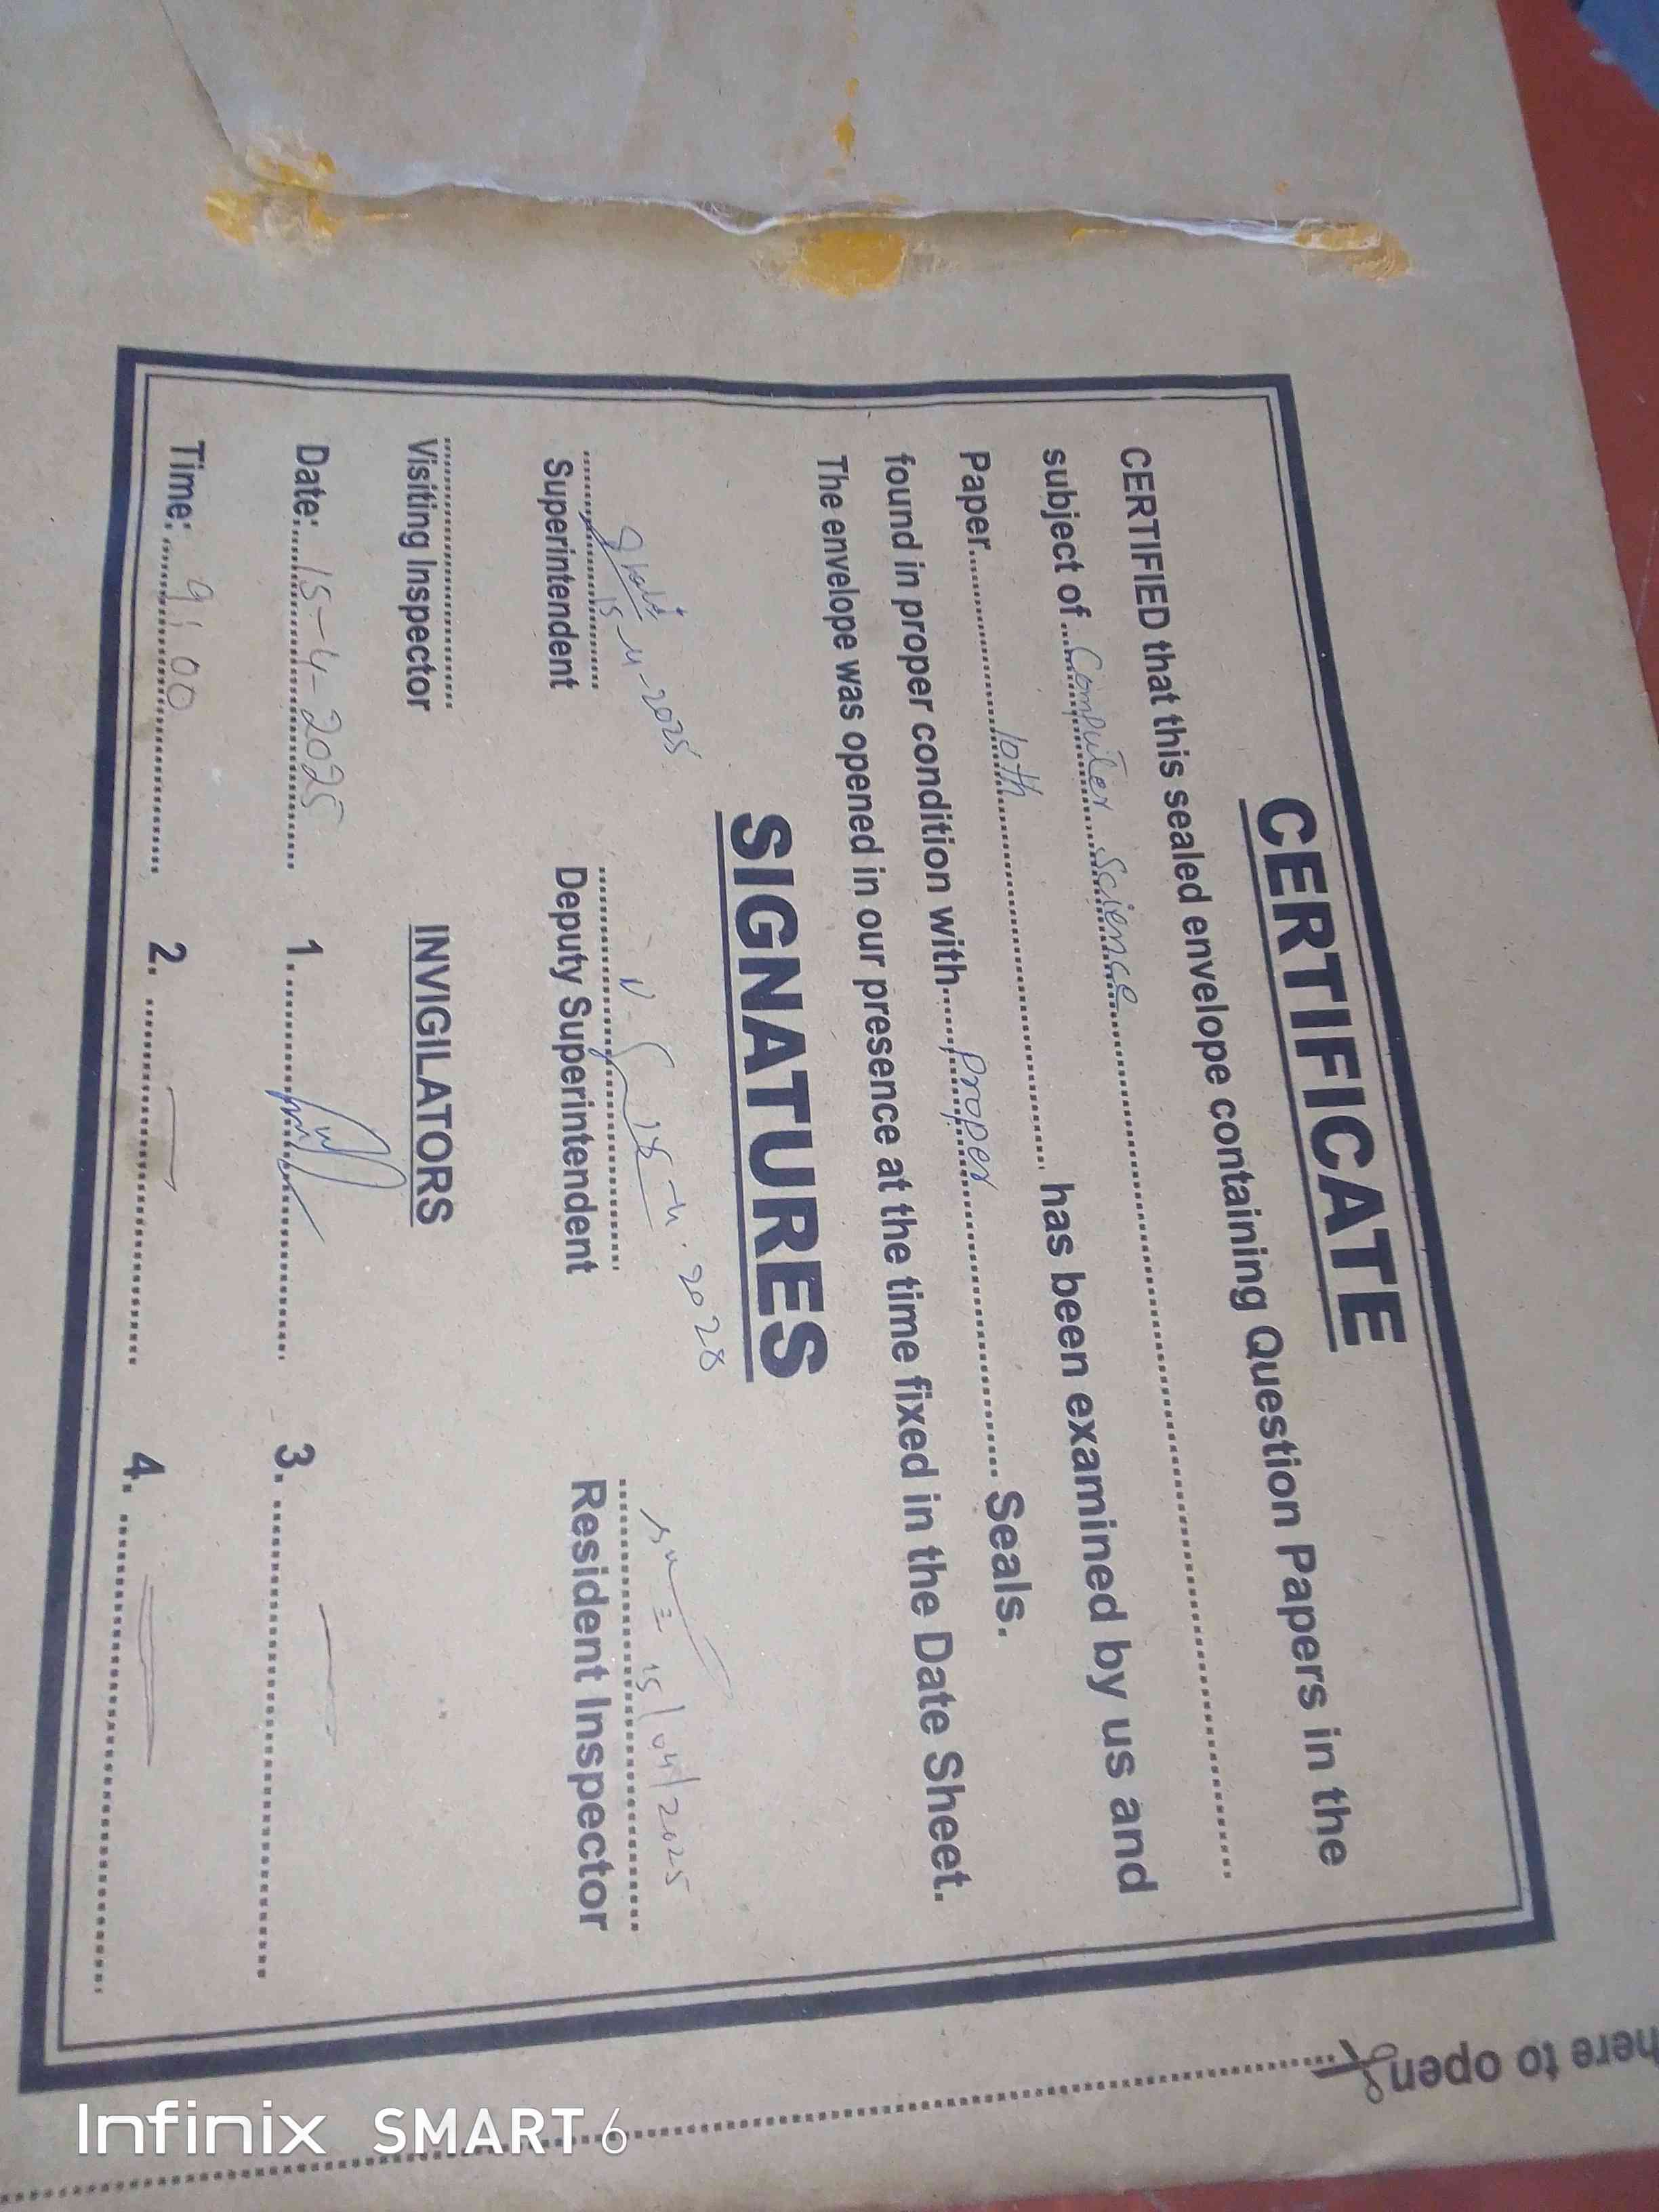 CERTIFICATE
CERTIFIED that this sealed envelope containing Question Papers in the
subject of ...Computer Science...
Paper...10th... has been examined by us and
found in proper condition with...Proper... Seals.
The envelope was opened in our presence at the time fixed in the Date Sheet.
SIGNATURES
15-4-2025
15-4-2025
15/04/2025
Superintendent Deputy Superintendent Resident Inspector
Visiting Inspector INVIGILATORS
Date:...15-4-2025... 1. 3.
Time:...9:00... 2. 4.
here to open
Infinix SMART 6